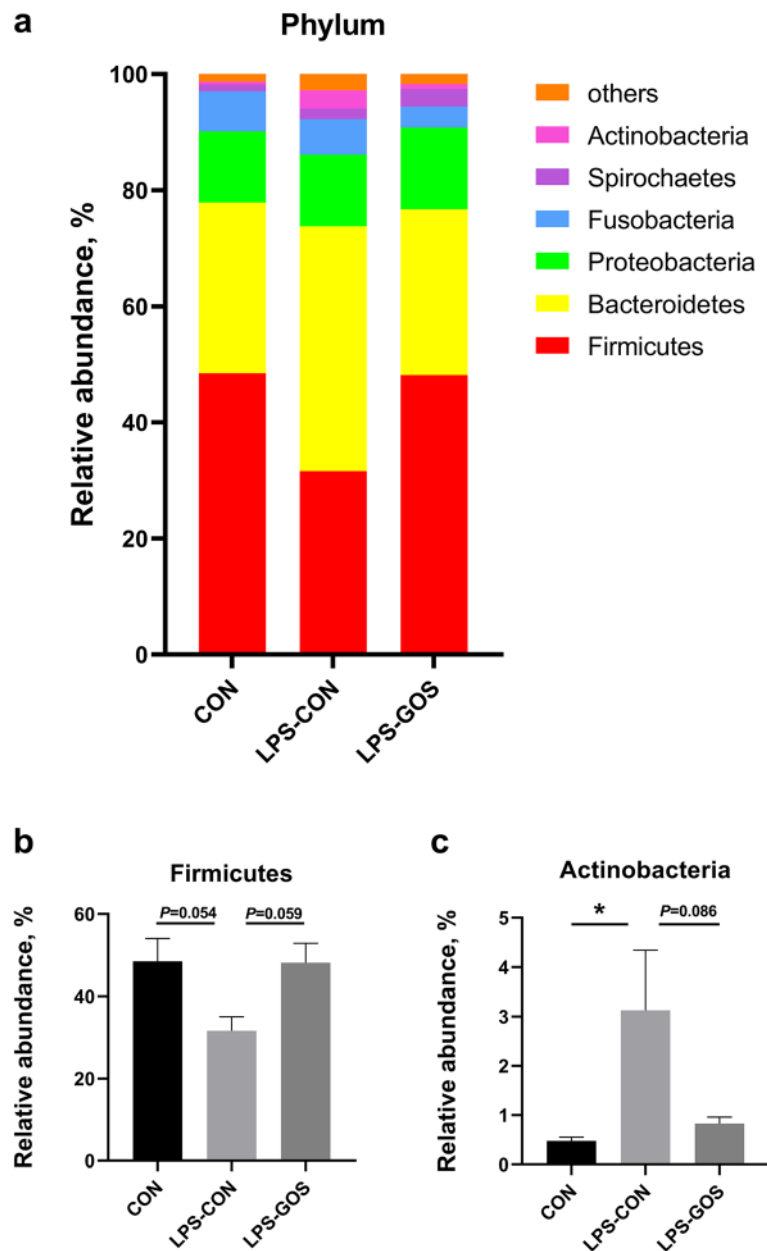 a
Phylum
Relative abundance, %
100
80
60
40
20
0
CON
LPS-CON
LPS-GOS
others
Actinobacteria
Spirochaetes
Fusobacteria
Proteobacteria
Bacteroidetes
Firmicutes
b
Firmicutes
Relative abundance, %
60
40
20
0
P=0.054
P=0.059
CON
LPS-CON
LPS-GOS
c
Actinobacteria
Relative abundance, %
5
4
3
2
1
0
*
P=0.086
CON
LPS-CON
LPS-GOS